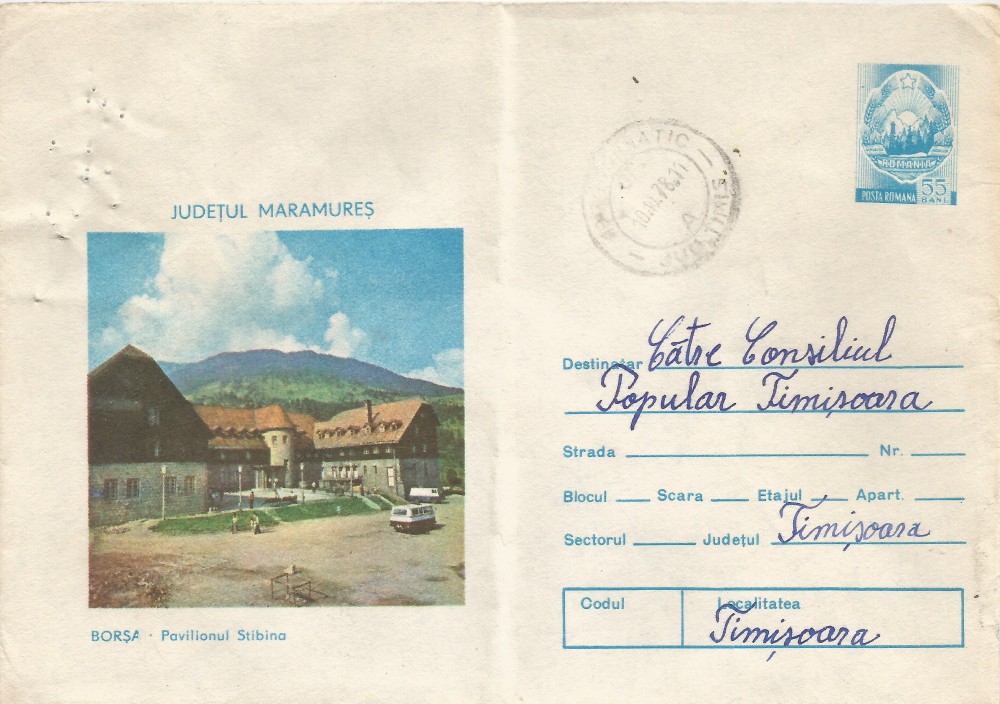 ROMANIA
POSTA ROMANA 55 BANI
JUDEȚUL MARAMUREȘ
Destinatar Către Consiliul
Popular Timișoara
Strada Nr.
Blocul Scara Etajul Apart.
Sectorul Județul Timișoara
Codul Localitatea
Timișoara
BORȘA · Pavilionul Stibina